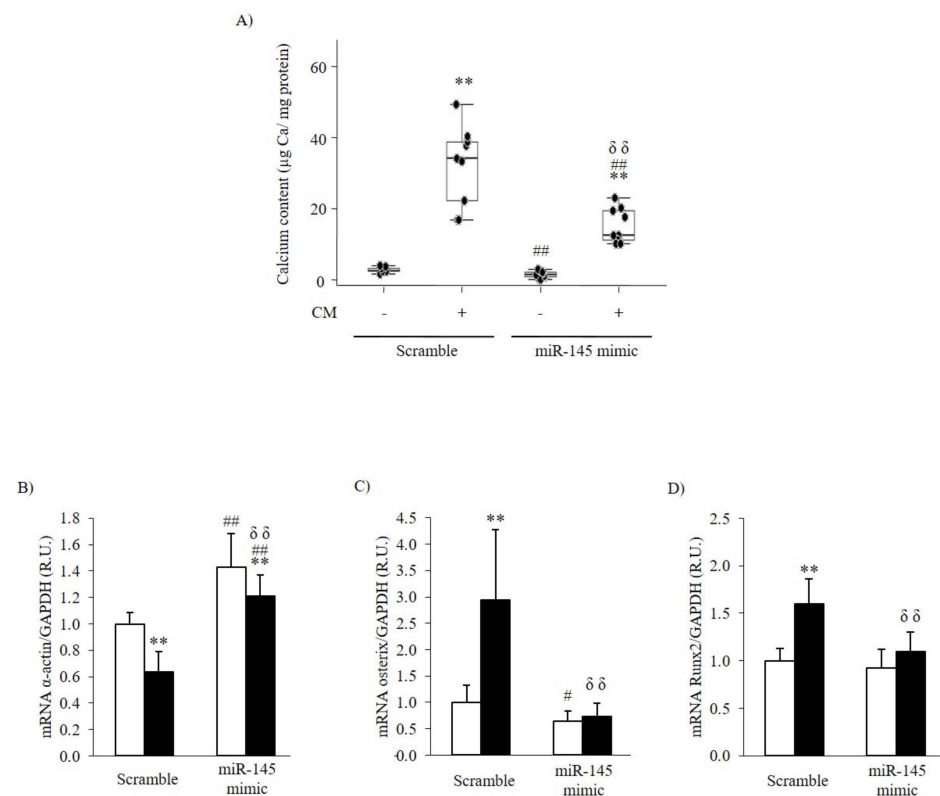 A)
Calcium content (µg Ca/ mg protein)
60
40
20
0
**
##
δ δ
##
**
CM - + - +
Scramble miR-145 mimic
B)
mRNA α-actin/GAPDH (R.U.)
1.8
1.6
1.4
1.2
1.0
0.8
0.6
0.4
0.2
0.0
**
##
δ δ
##
**
Scramble miR-145
mimic
C)
mRNA osterix/GAPDH (R.U.)
4.5
4.0
3.5
3.0
2.5
2.0
1.5
1.0
0.5
-0.0
**
#
δ δ
Scramble miR-145
mimic
D)
mRNA Runx2/GAPDH (R.U.)
2.5
2.0
1.5
1.0
0.5
0.0
**
δ δ
Scramble miR-145
mimic